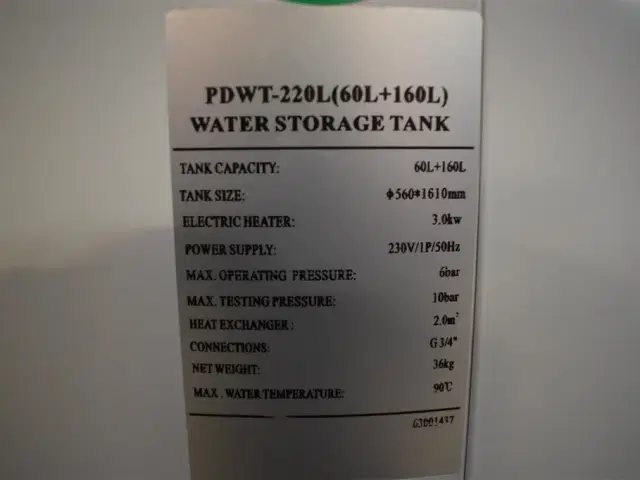 PDWT-220L(60L+160L)
WATER STORAGE TANK
TANK CAPACITY: 60L+160L
TANK SIZE: ϕ560*1610mm
ELECTRIC HEATER: 3.0kw
POWER SUPPLY: 230V/1P/50Hz
MAX. OPERATING PRESSURE: 6bar
MAX. TESTING PRESSURE: 10bar
HEAT EXCHANGER: 2.0m²
CONNECTIONS: G 3/4"
NET WEIGHT: 36kg
MAX. WATER TEMPERATURE: 90℃